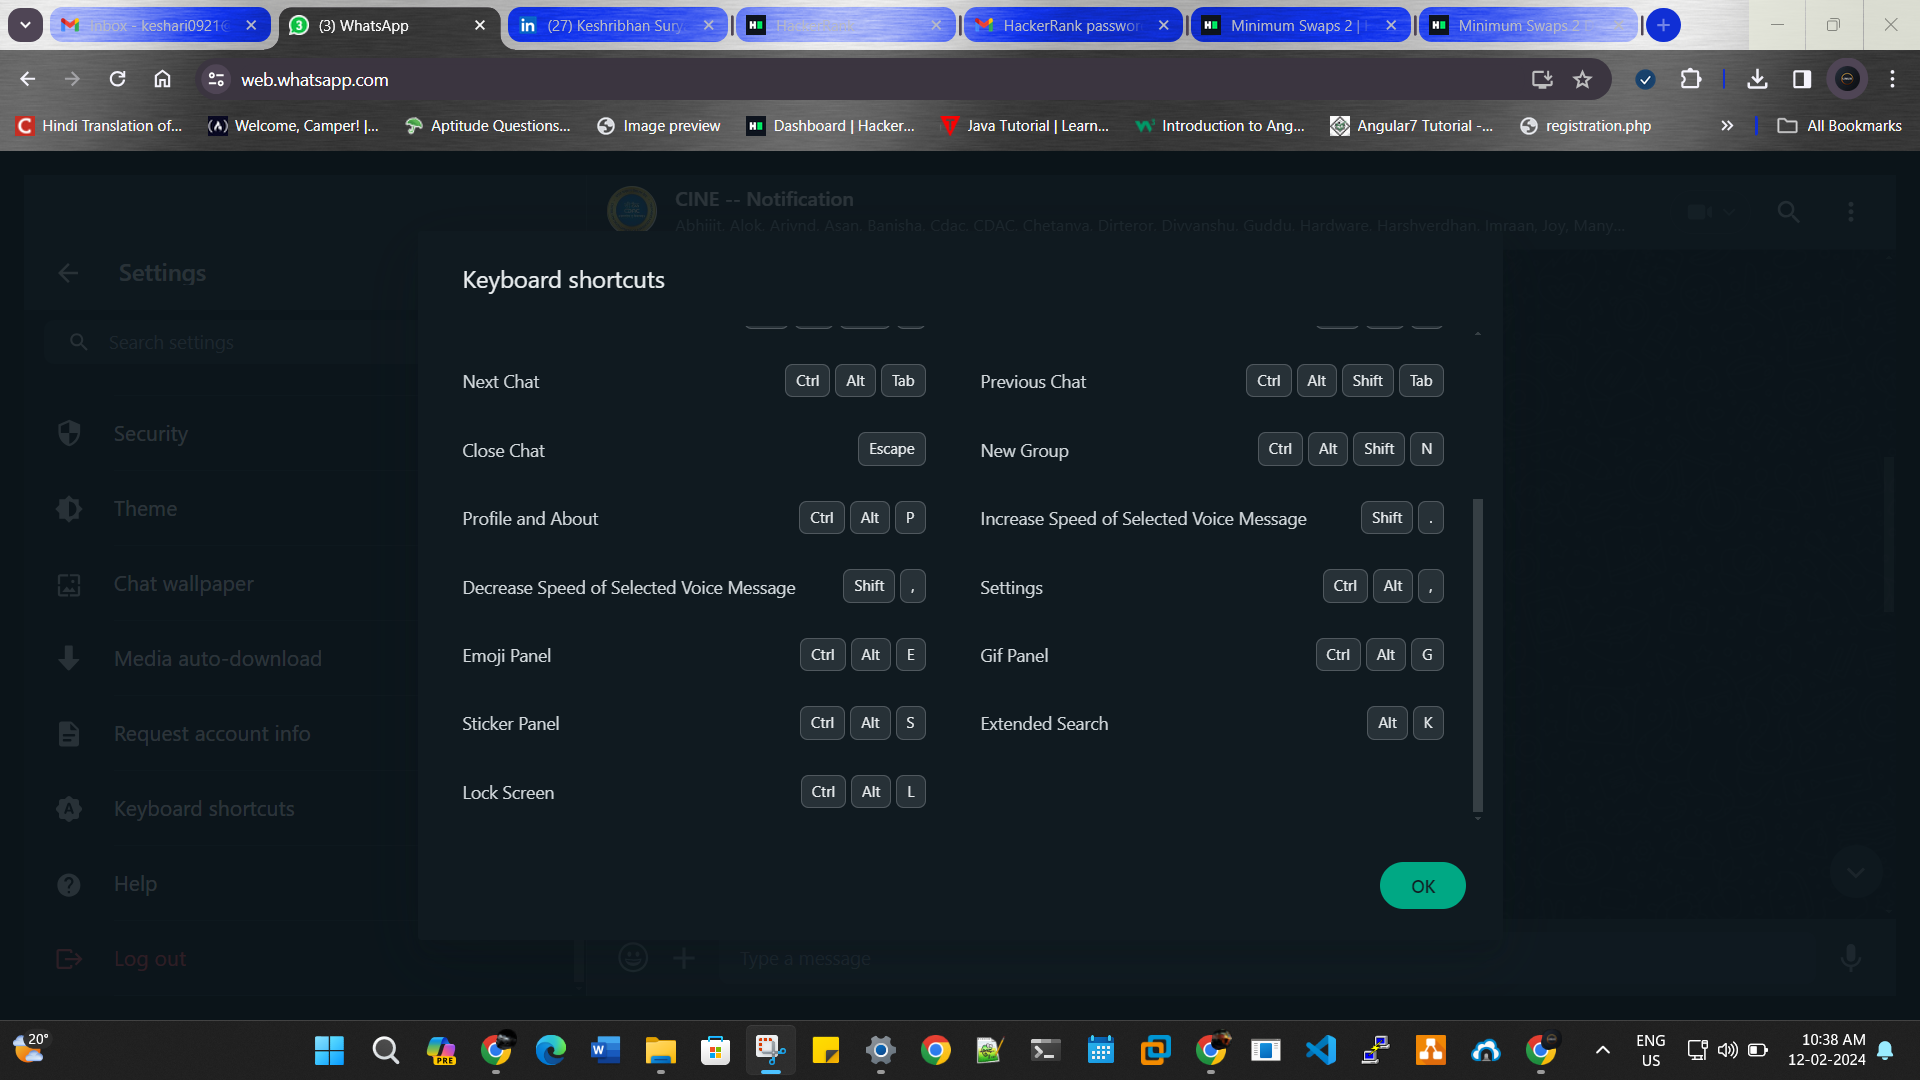 Inbox - keshari0921@
(3) WhatsApp
(27) Keshribhan Sury
HackerRank
HackerRank passwor
Minimum Swaps 2 | H
Minimum Swaps 2
web.whatsapp.com
Hindi Translation of...
Welcome, Camper! |...
Aptitude Questions...
Image preview
Dashboard | Hacker...
Java Tutorial | Learn...
Introduction to Ang...
Angular7 Tutorial -...
registration.php
All Bookmarks
CINE -- Notification
Abhijit, Alok, Arivnd, Asan, Banisha, Cdac, CDAC, Chetanya, Dirteror, Divyanshu, Guddu, Hardware, Harshverdhan, Imraan, Joy, Many...
Settings
Search settings
Security
Theme
Chat wallpaper
Media auto-download
Request account info
Keyboard shortcuts
Help
Log out
Keyboard shortcuts
Next Chat Ctrl Alt Tab
Previous Chat Ctrl Alt Shift Tab
Close Chat Escape
New Group Ctrl Alt Shift N
Profile and About Ctrl Alt P
Increase Speed of Selected Voice Message Shift .
Decrease Speed of Selected Voice Message Shift ,
Settings Ctrl Alt ,
Emoji Panel Ctrl Alt E
Gif Panel Ctrl Alt G
Sticker Panel Ctrl Alt S
Extended Search Alt K
Lock Screen Ctrl Alt L
OK
Type a message
20°
PRE
ENG
US
10:38 AM
12-02-2024